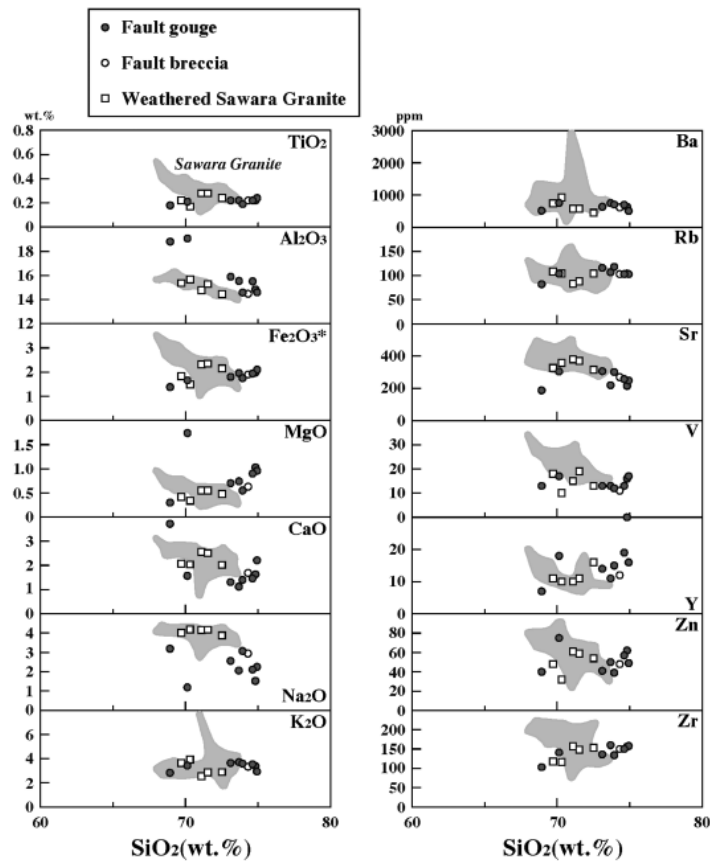 Fault gouge
Fault breccia
Weathered Sawara Granite
wt.%
0.8
0.6
0.4
0.2
0
TiO₂
Sawara Granite
18
16
14
12
Al₂O₃
3
2
1
0
Fe₂O₃*
1.5
1.0
0.5
0
MgO
3
2
1
0
CaO
4
3
2
1
0
Na₂O
6
4
2
0
K₂O
60
70
80
SiO₂(wt.%)
ppm
3000
2000
1000
0
Ba
150
100
50
0
Rb
400
200
0
Sr
30
20
10
0
V
20
10
0
Y
80
60
40
20
0
Zn
200
150
100
50
0
Zr
60
70
80
SiO₂(wt.%)